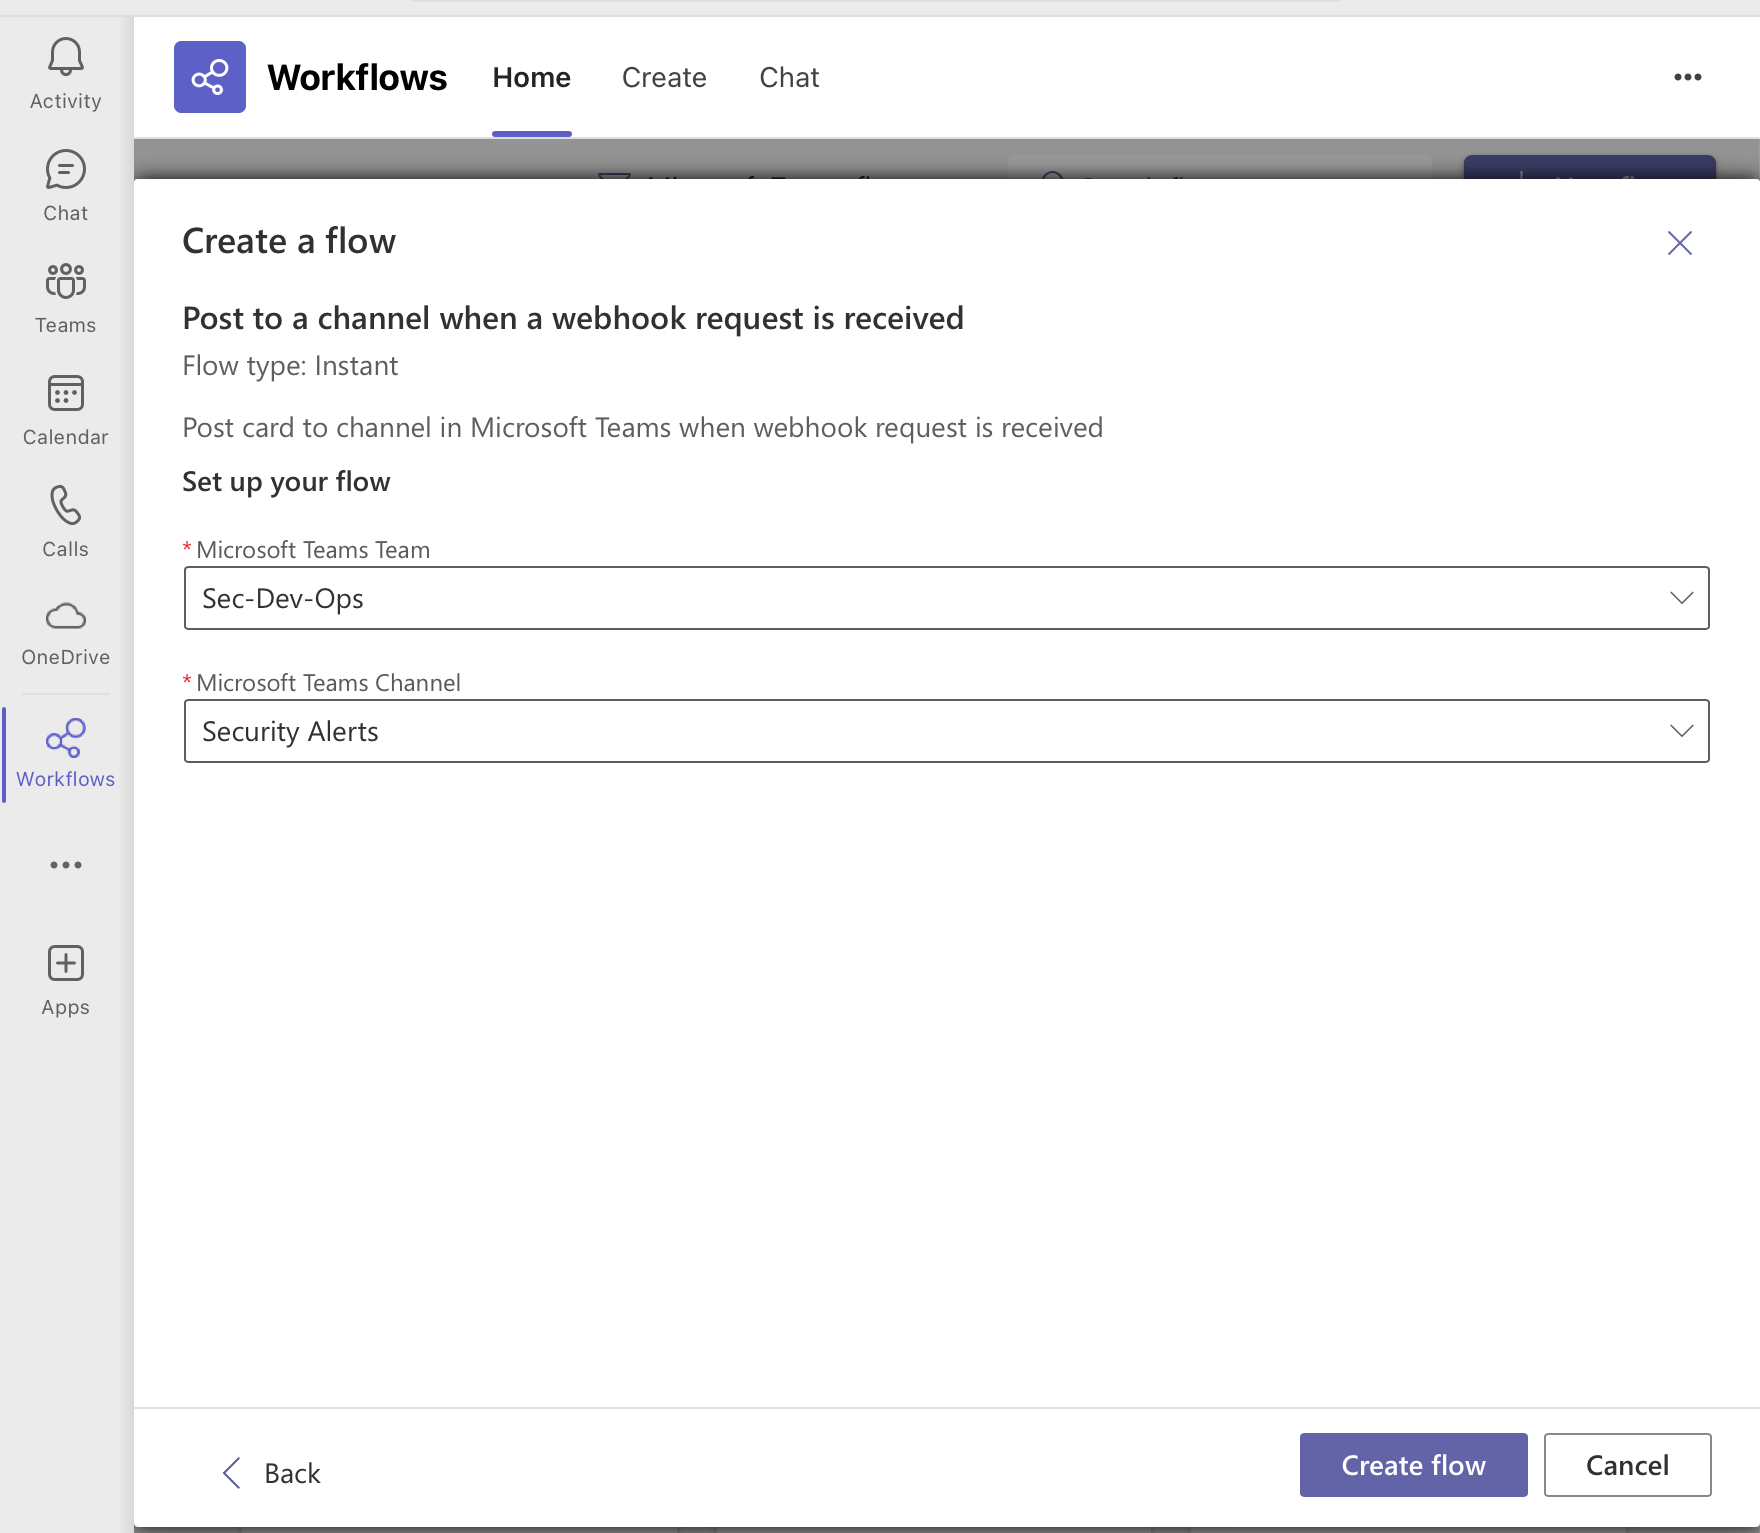 Activity
Chat
Teams
Calendar
Calls
OneDrive
Workflows
Apps
Workflows Home Create Chat
Create a flow
Post to a channel when a webhook request is received
Flow type: Instant
Post card to channel in Microsoft Teams when webhook request is received
Set up your flow
* Microsoft Teams Team
Sec-Dev-Ops
* Microsoft Teams Channel
Security Alerts
Back
Create flow
Cancel